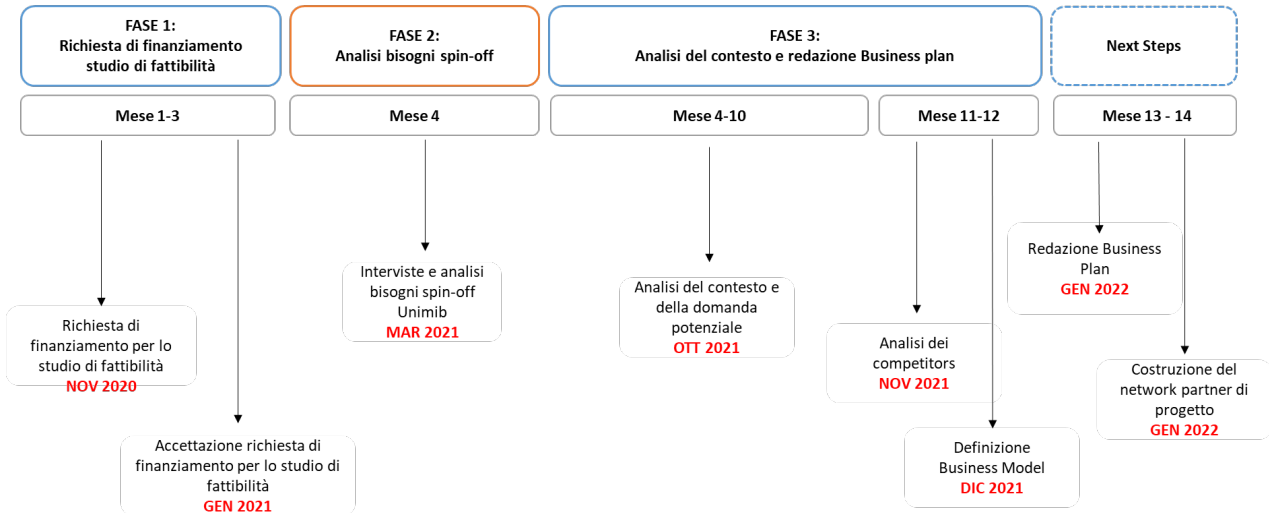 FASE 1:
Richiesta di finanziamento
studio di fattibilità
FASE 2:
Analisi bisogni spin-off
FASE 3:
Analisi del contesto e redazione Business plan
Next Steps
Mese 1-3
Mese 4
Mese 4-10
Mese 11-12
Mese 13 - 14
Richiesta di
finanziamento per lo
studio di fattibilità
NOV 2020
Accettazione richiesta di
finanziamento per lo studio di
fattibilità
GEN 2021
Interviste e analisi
bisogni spin-off
Unimib
MAR 2021
Analisi del contesto e
della domanda
potenziale
OTT 2021
Analisi dei
competitors
NOV 2021
Definizione
Business Model
DIC 2021
Redazione Business
Plan
GEN 2022
Costruzione del
network partner di
progetto
GEN 2022